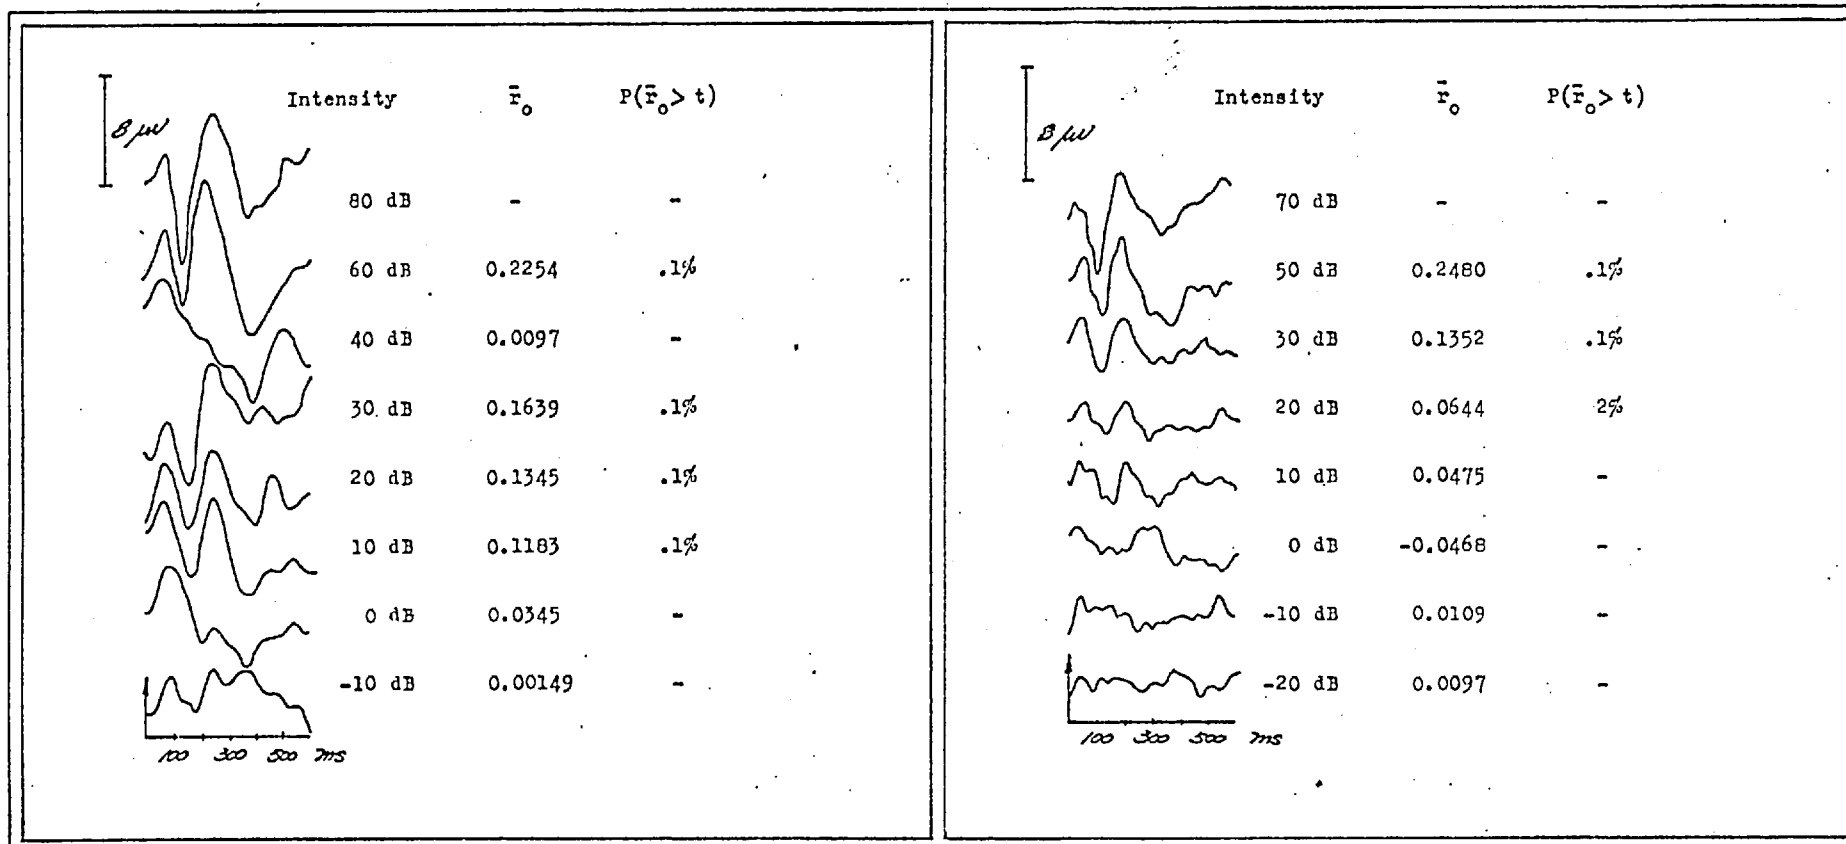 Intensity r̄o P(r̄o> t)
8 μV
80 dB - -
60 dB 0.2254 .1%
40 dB 0.0097 -
30 dB 0.1639 .1%
20 dB 0.1345 .1%
10 dB 0.1183 .1%
0 dB 0.0345 -
-10 dB 0.00149 -
100 300 500 ms
Intensity r̄o P(r̄o> t)
8 μV
70 dB - -
50 dB 0.2480 .1%
30 dB 0.1352 .1%
20 dB 0.0644 2%
10 dB 0.0475 -
0 dB -0.0468 -
-10 dB 0.0109 -
-20 dB 0.0097 -
100 300 500 ms